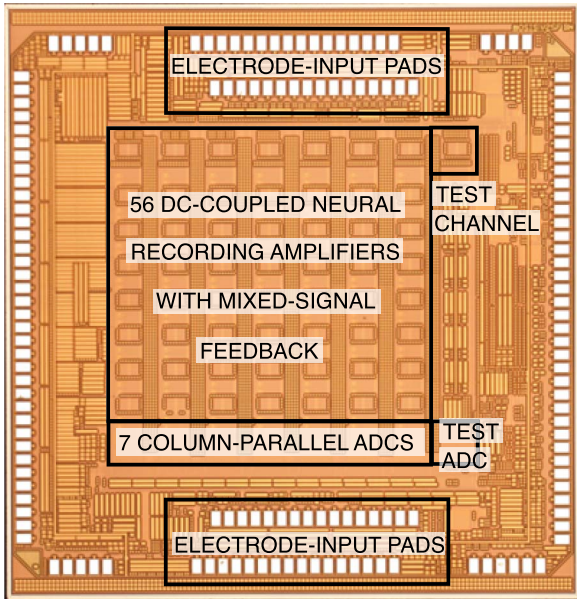 ELECTRODE-INPUT PADS
56 DC-COUPLED NEURAL
RECORDING AMPLIFIERS
WITH MIXED-SIGNAL
FEEDBACK
TEST
CHANNEL
7 COLUMN-PARALLEL ADCS
TEST
ADC
ELECTRODE-INPUT PADS